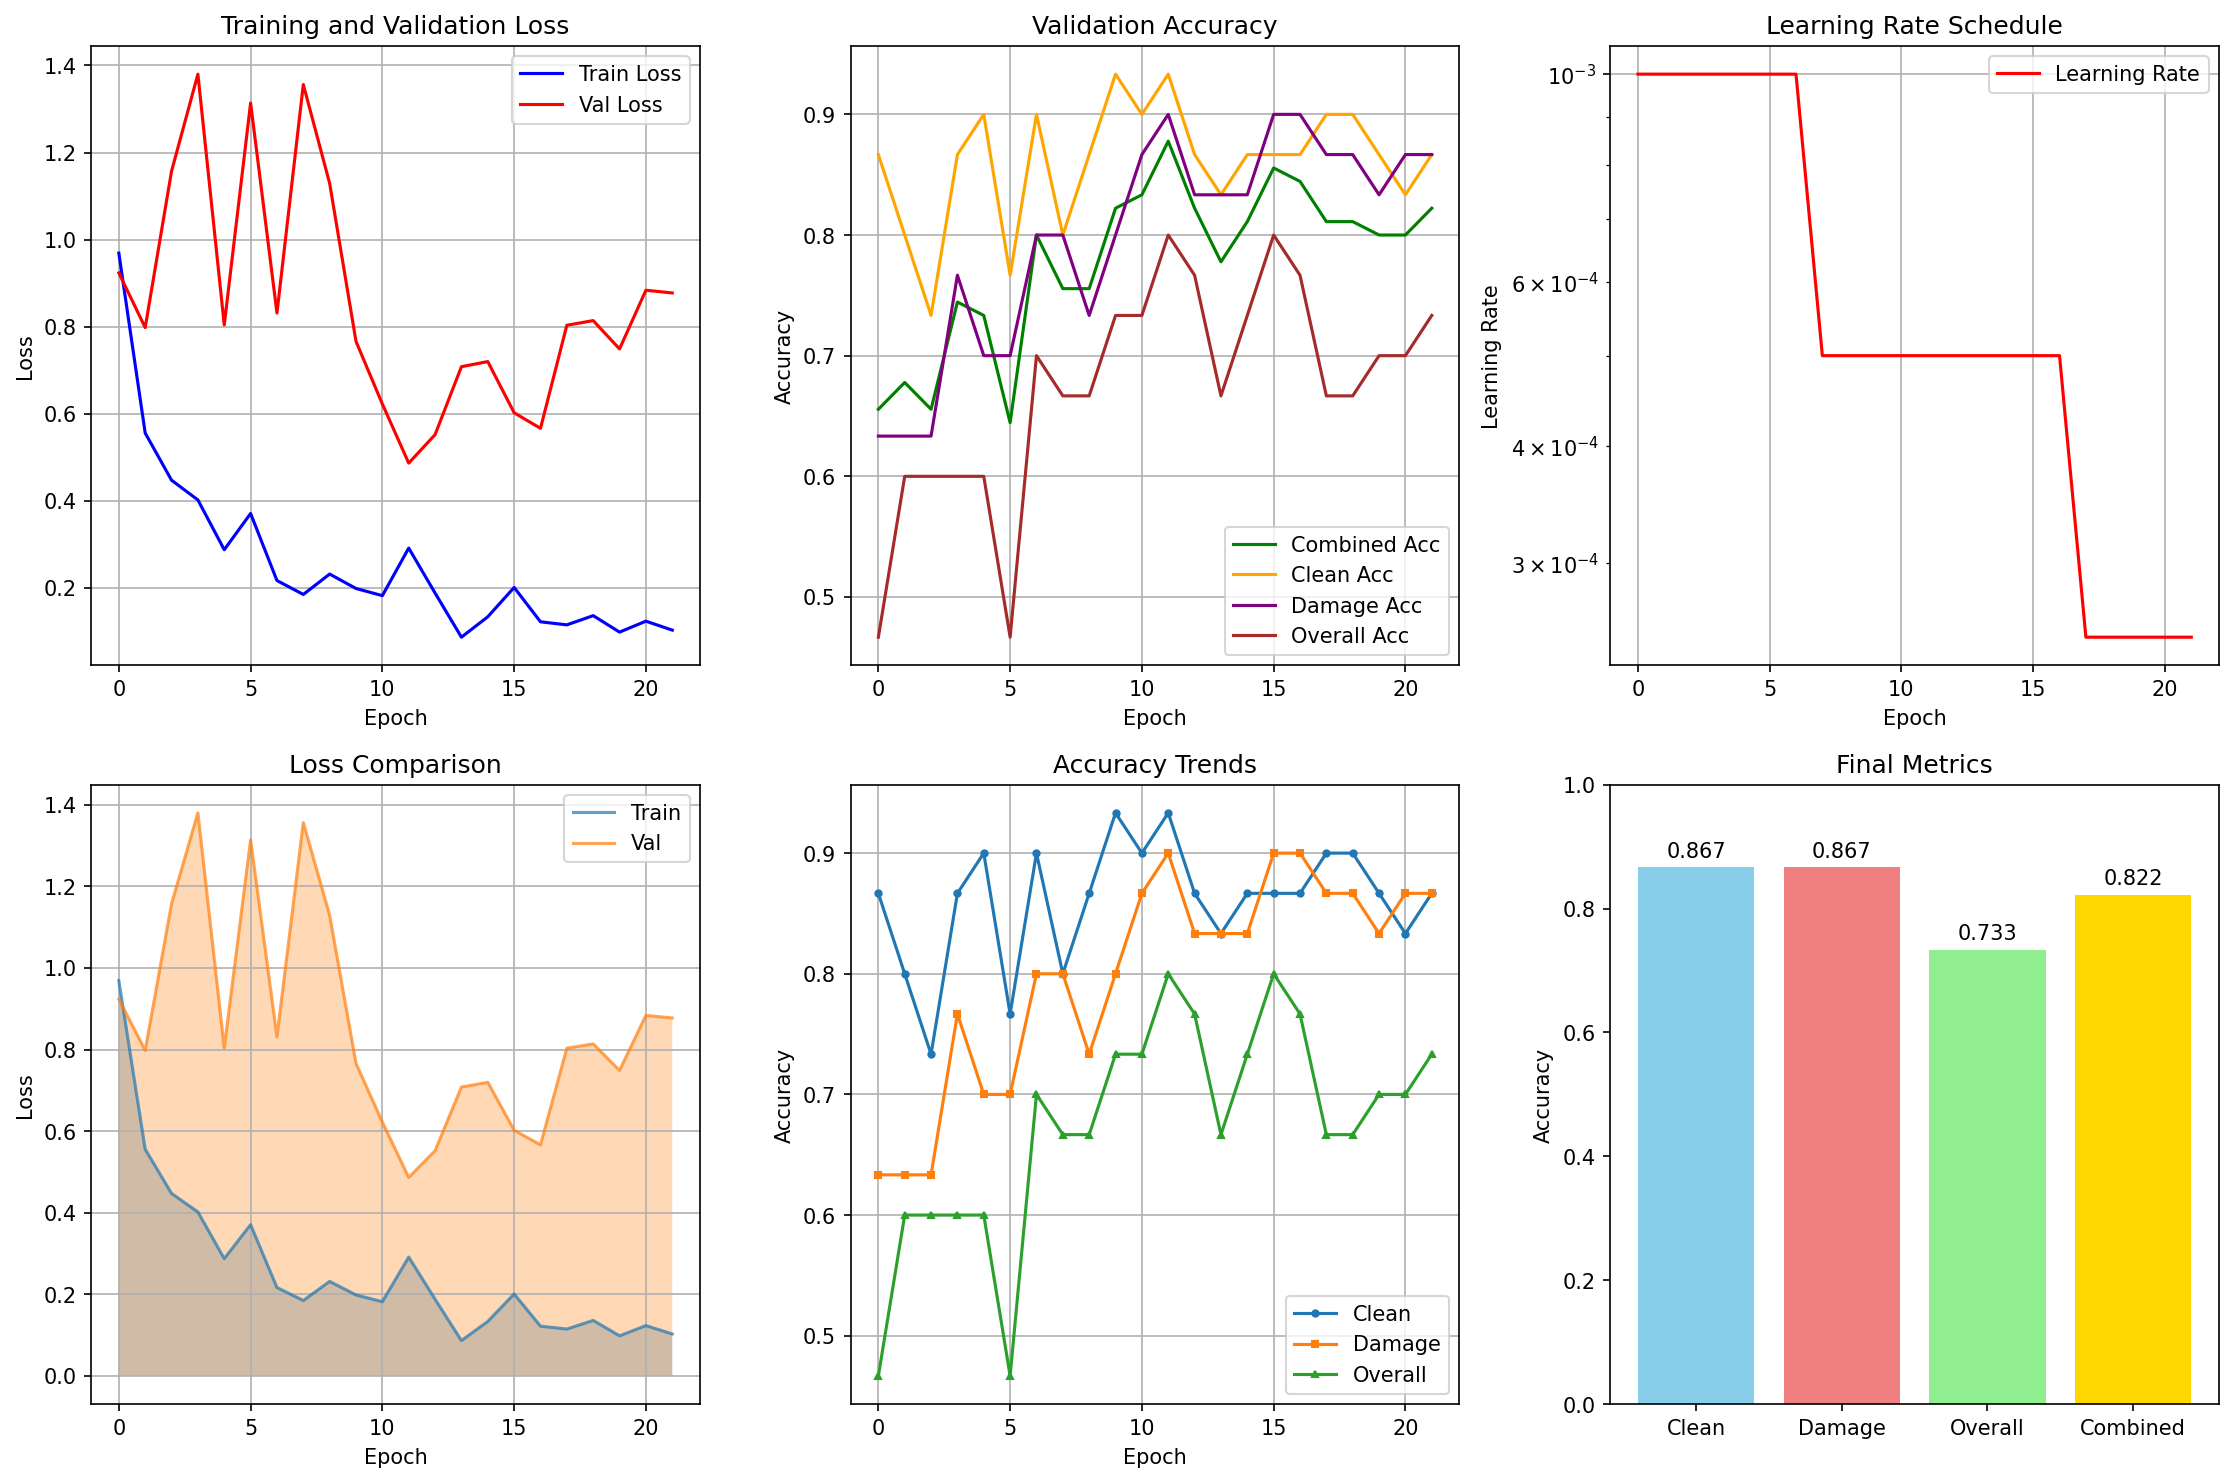 Training and Validation Loss
1.4
1.2
1.0
0.8
0.6
0.4
0.2
Loss
0 5 10 15 20
Epoch
Train Loss
Val Loss
Validation Accuracy
0.9
0.8
0.7
0.6
0.5
Accuracy
0 5 10 15 20
Epoch
Combined Acc
Clean Acc
Damage Acc
Overall Acc
Learning Rate Schedule
10⁻³
6 × 10⁻⁴
4 × 10⁻⁴
3 × 10⁻⁴
Learning Rate
0 5 10 15 20
Epoch
Learning Rate
Loss Comparison
1.4
1.2
1.0
0.8
0.6
0.4
0.2
0.0
Loss
0 5 10 15 20
Epoch
Train
Val
Accuracy Trends
0.9
0.8
0.7
0.6
0.5
Accuracy
0 5 10 15 20
Epoch
Clean
Damage
Overall
Final Metrics
1.0
0.8
0.6
0.4
0.2
0.0
Accuracy
0.867 0.867 0.733 0.822
Clean Damage Overall Combined